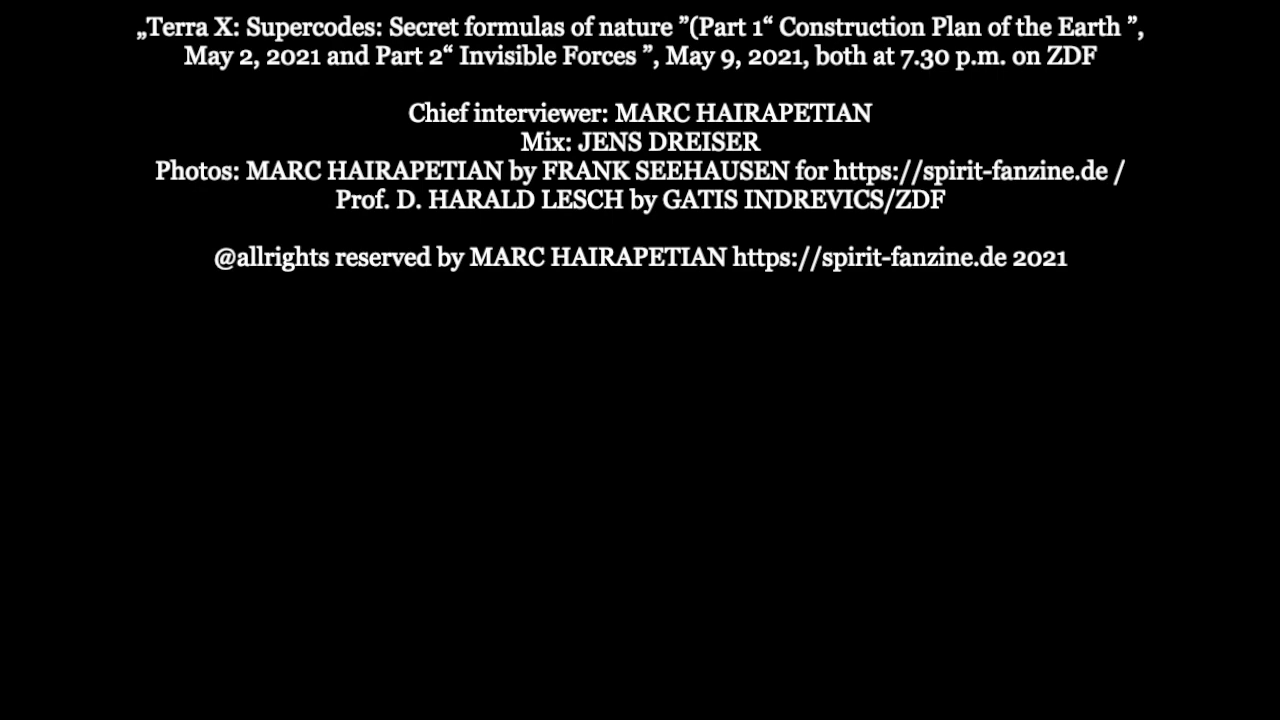 „Terra X: Supercodes: Secret formulas of nature ”(Part 1“ Construction Plan of the Earth ”,
May 2, 2021 and Part 2“ Invisible Forces ”, May 9, 2021, both at 7.30 p.m. on ZDF
Chief interviewer: MARC HAIRAPETIAN
Mix: JENS DREISER
Photos: MARC HAIRAPETIAN by FRANK SEEHAUSEN for https://spirit-fanzine.de /
Prof. D. HARALD LESCH by GATIS INDREVICS/ZDF
@allrights reserved by MARC HAIRAPETIAN https://spirit-fanzine.de 2021